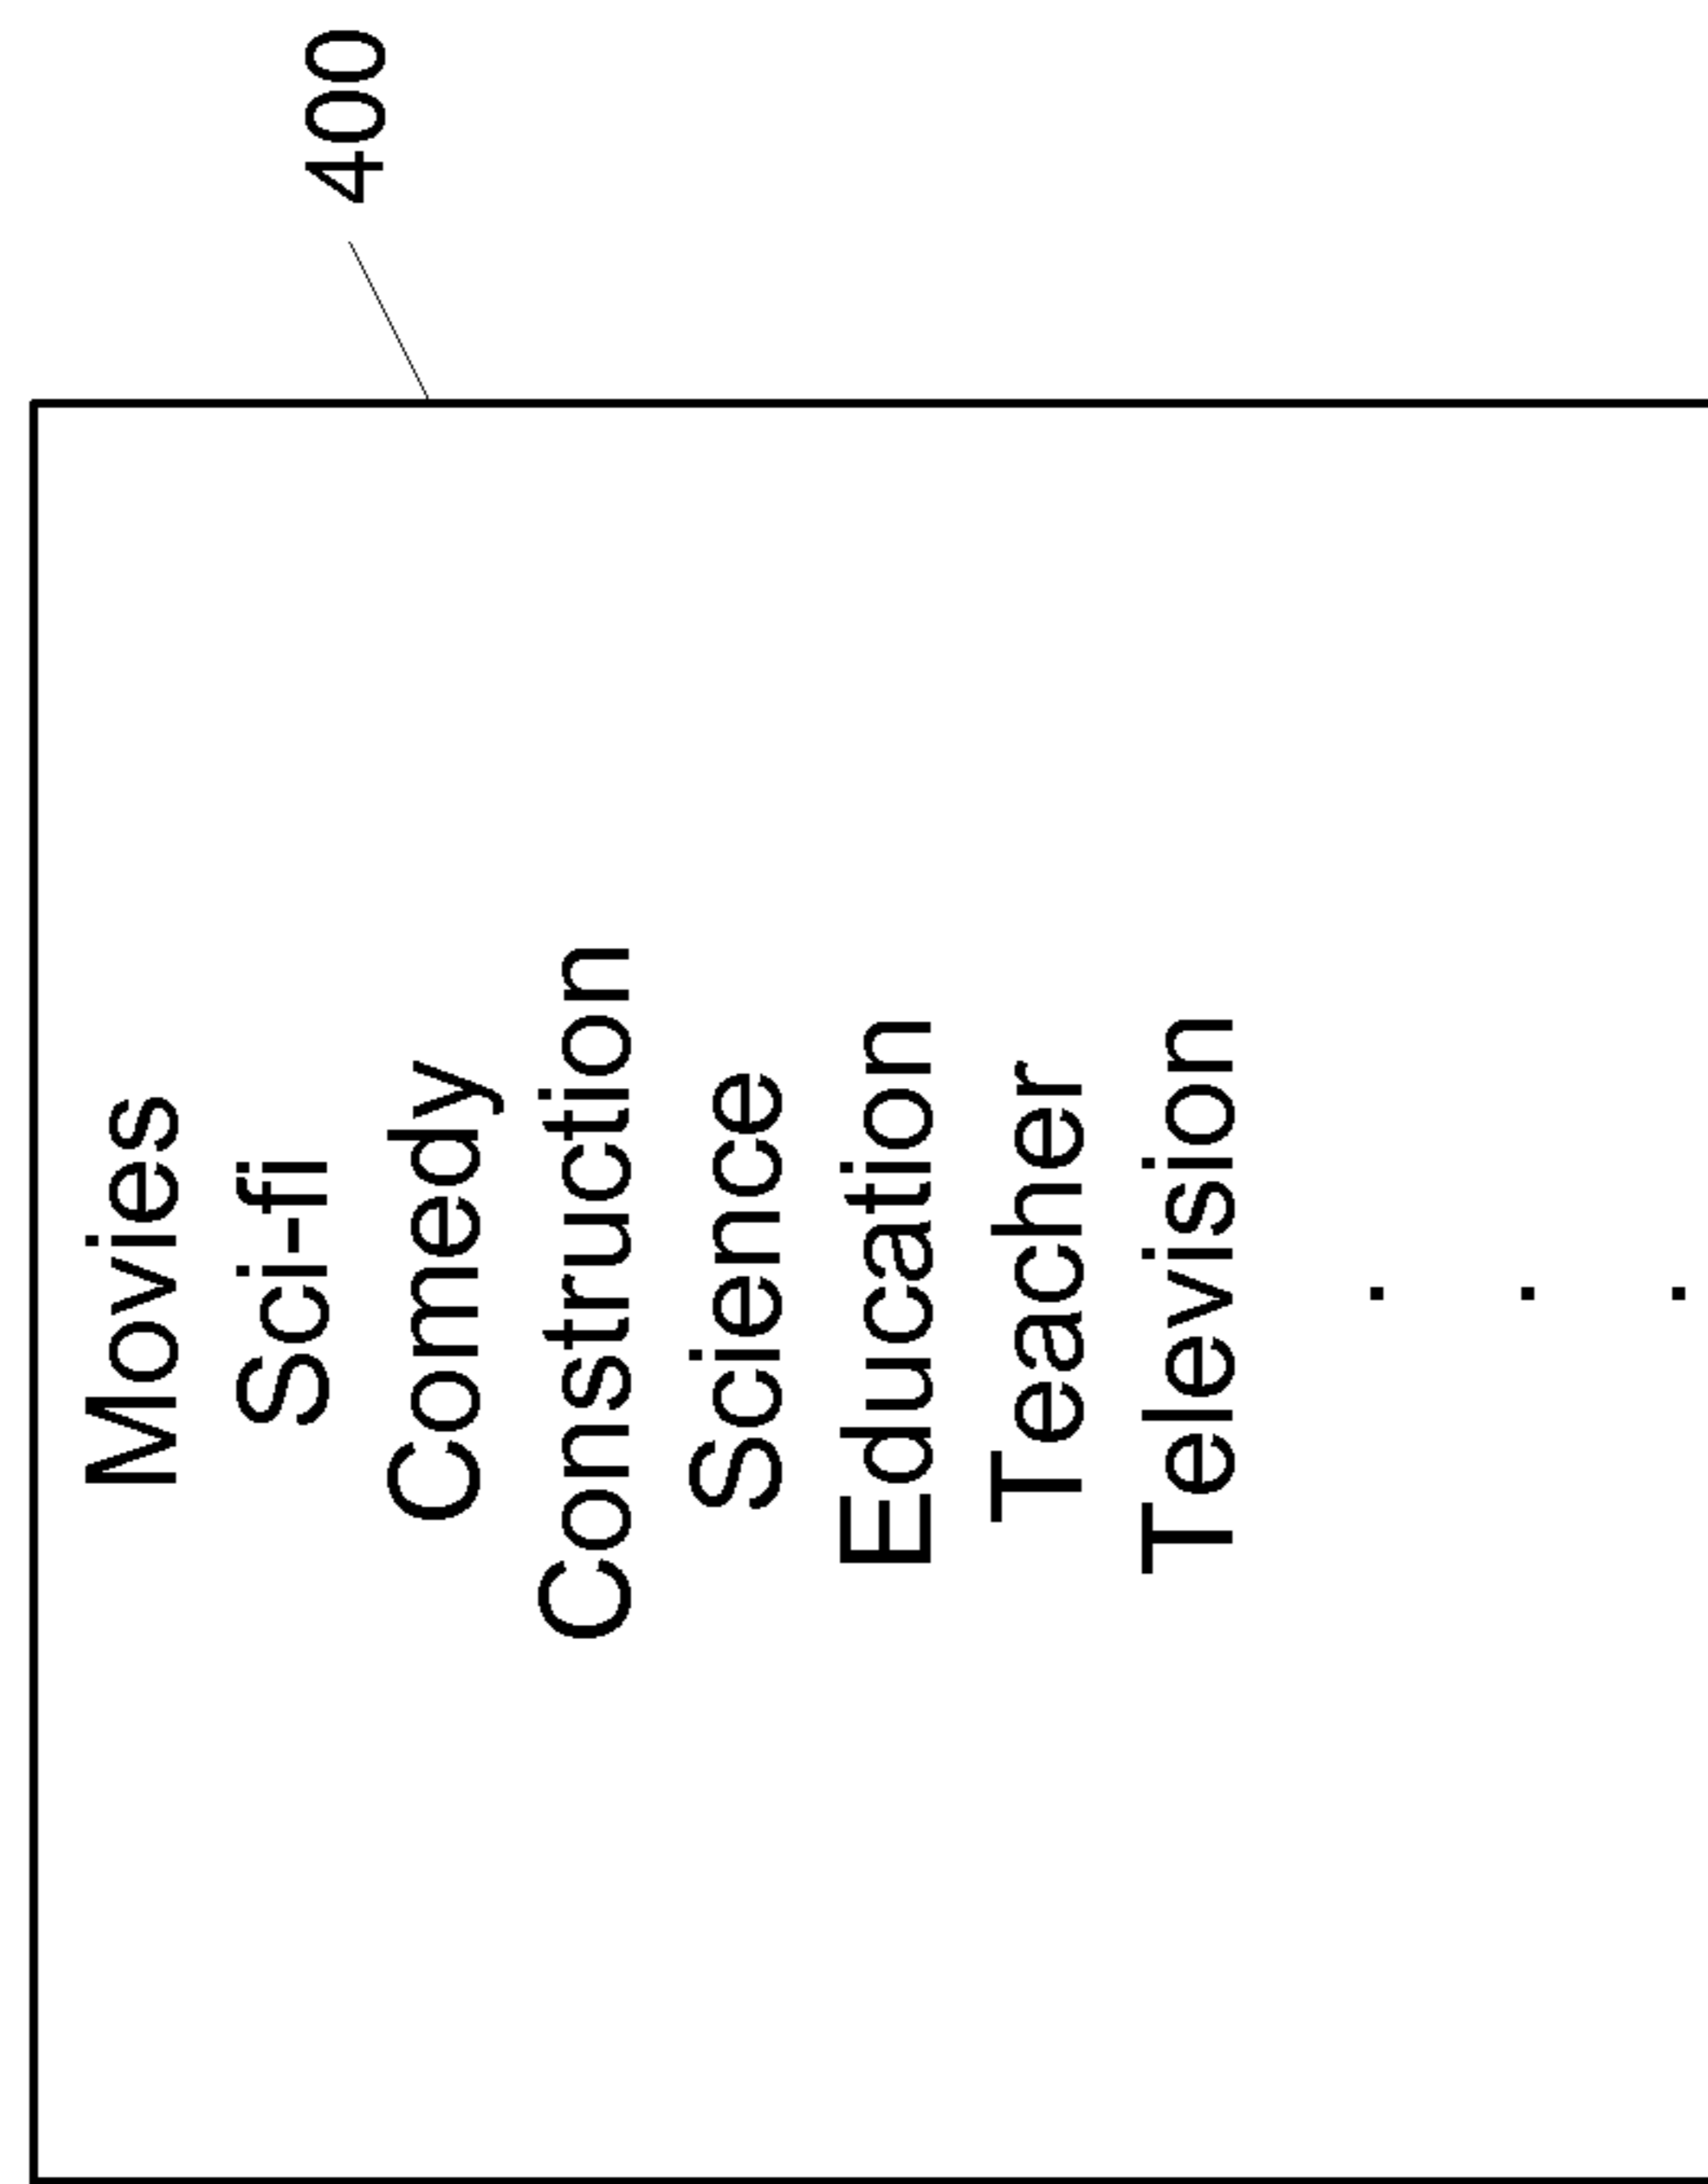 400
Movies
Sci-fi
Comedy
Construction
Science
Education
Teacher
Television
.
.
.